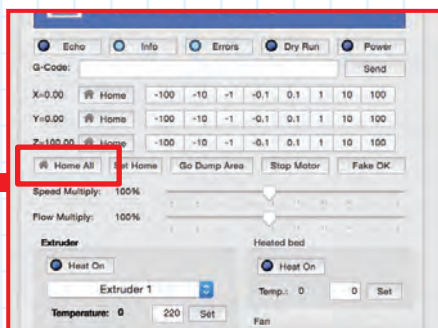 Echo Info Errors Dry Run Power
G-Code: Send
X=0.00 Home -100 -10 -1 -0.1 0.1 1 10 100
Y=0.00 Home -100 -10 -1 -0.1 0.1 1 10 100
Z=100.00 Home -100 -10 -1 -0.1 0.1 1 10 100
Home All Set Home Go Dump Area Stop Motor Fake OK
Speed Multiply: 100%
Flow Multiply: 100%
Extruder Heated bed
Heat On Heat On
Extruder 1 Temp.: 0 0 Set
Temperature: 0 220 Set
Fan